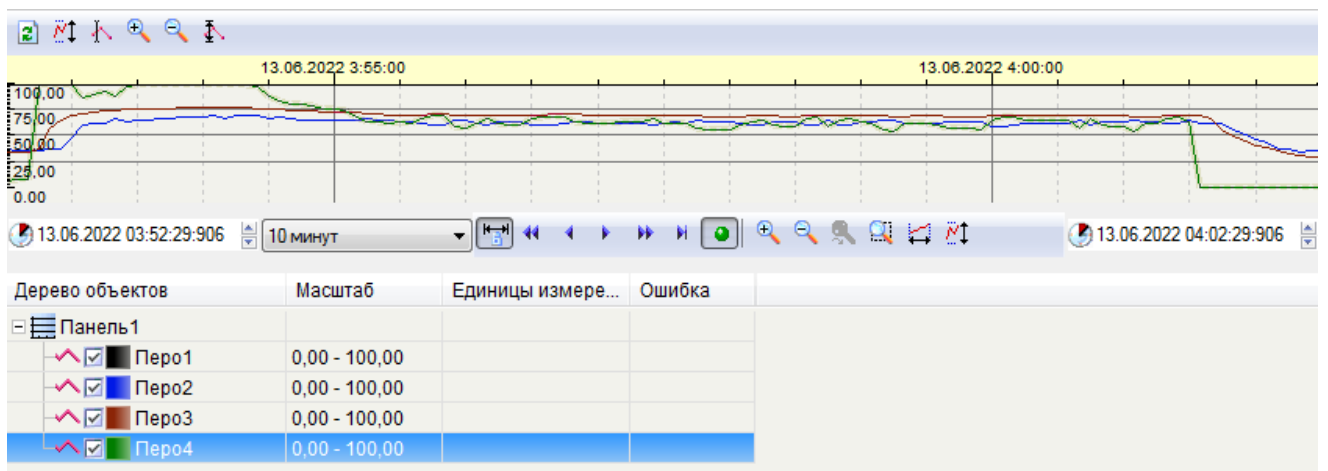 13.06.2022 3:55:00 13.06.2022 4:00:00
100,00
75,00
50,00
25,00
0.00
13.06.2022 03:52:29:906 10 минут 13.06.2022 04:02:29:906
Дерево объектов Масштаб Единицы измере... Ошибка
Панель1
Перо1 0,00 - 100,00
Перо2 0,00 - 100,00
Перо3 0,00 - 100,00
Перо4 0,00 - 100,00